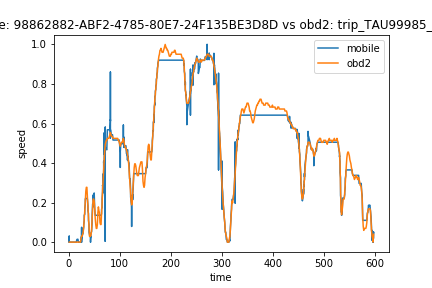 e: 98862882-ABF2-4785-80E7-24F135BE3D8D vs obd2: trip_TAU99985_
mobile
obd2
1.0
0.8
0.6
0.4
0.2
0.0
speed
0 100 200 300 400 500 600
time